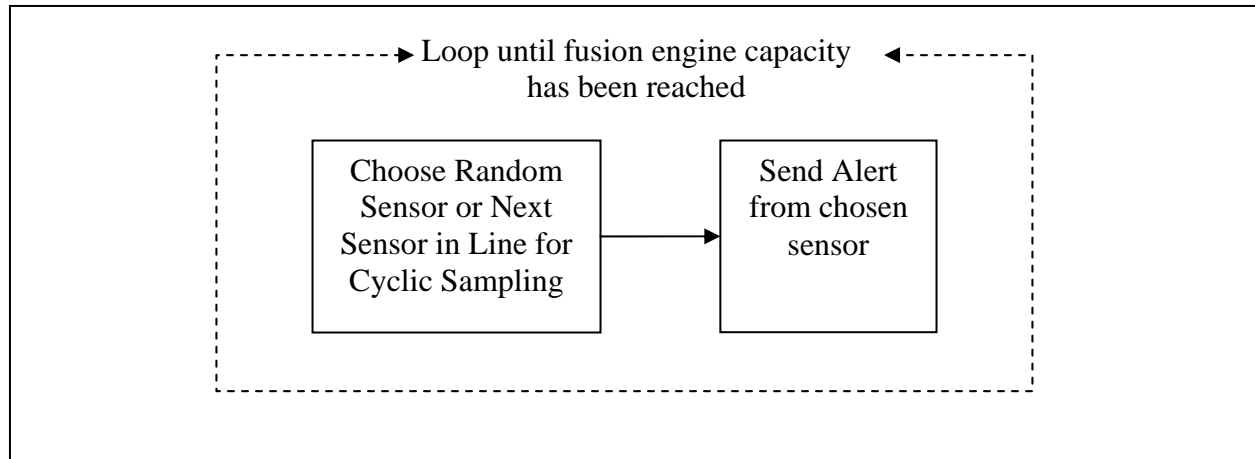 Loop until fusion engine capacity
has been reached
Choose Random
Sensor or Next
Sensor in Line for
Cyclic Sampling
Send Alert
from chosen
sensor